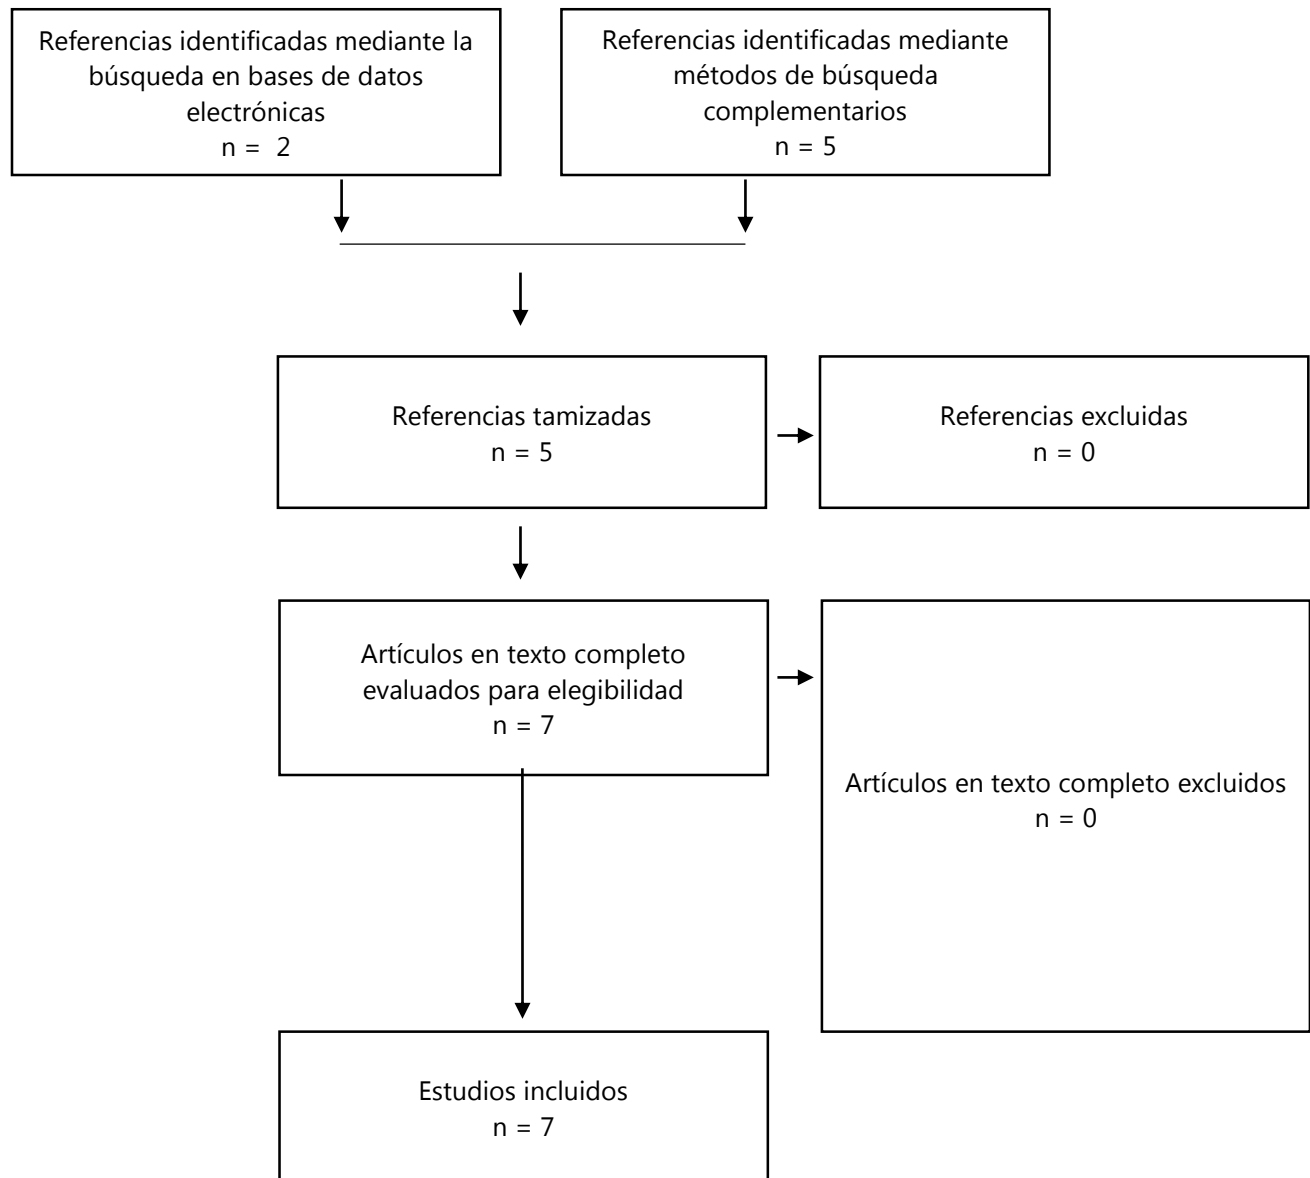 Referencias identificadas mediante la
búsqueda en bases de datos
electrónicas
n =  2
Referencias identificadas mediante
métodos de búsqueda
complementarios
n = 5
Referencias tamizadas
n = 5
Referencias excluidas
n = 0
Artículos en texto completo
evaluados para elegibilidad
n = 7
Artículos en texto completo excluidos
n = 0
Estudios incluidos
n = 7